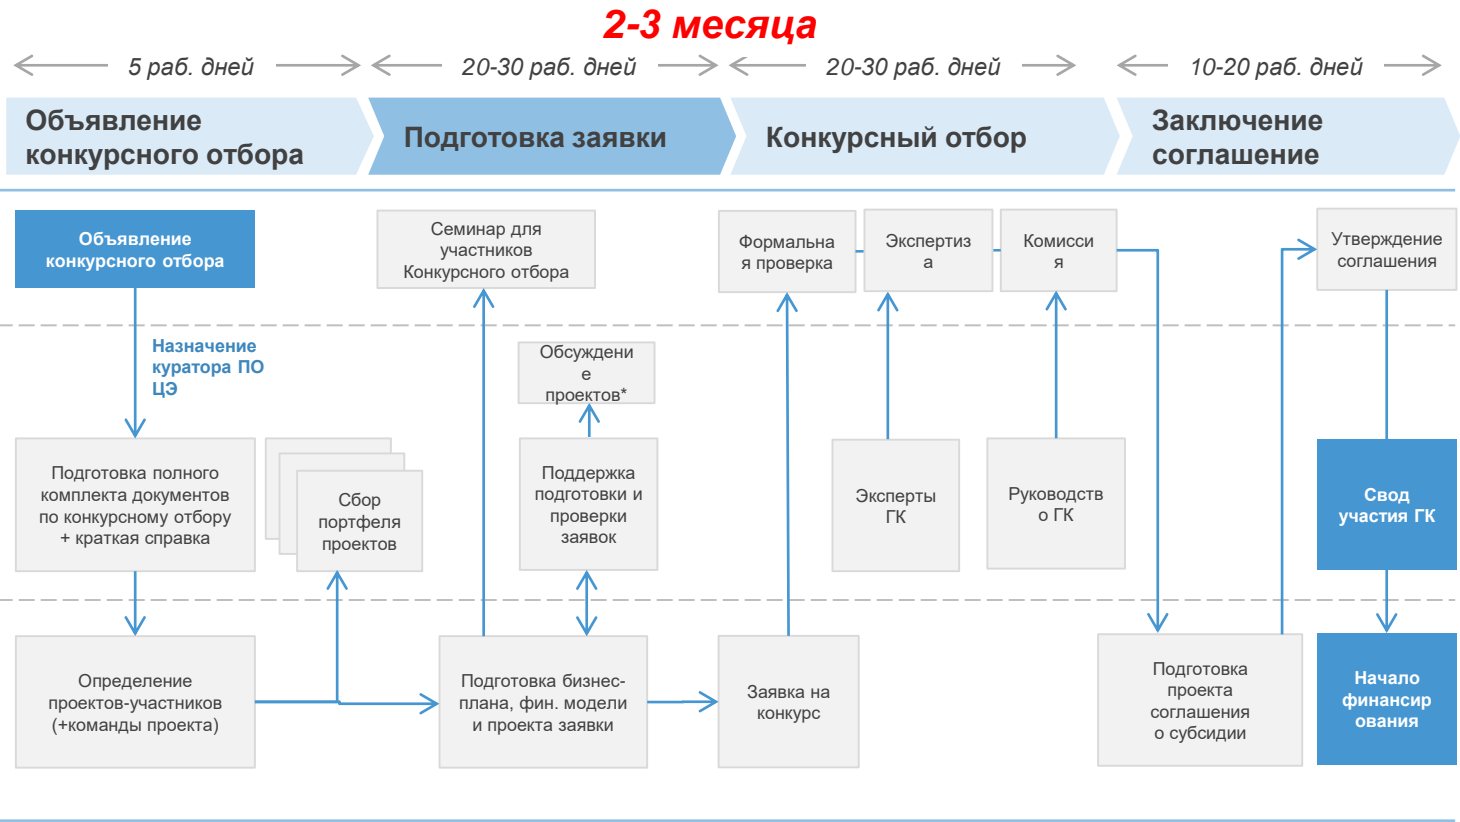 2-3 месяца
5 раб. дней
20-30 раб. дней
20-30 раб. дней
10-20 раб. дней
Объявление
конкурсного отбора
Подготовка заявки
Конкурсный отбор
Заключение
соглашение
Объявление
конкурсного отбора
Семинар для
участников
Конкурсного отбора
Формальна
я проверка
Экспертиз
а
Комисси
я
Утверждение
соглашения
Назначение
куратора ПО
ЦЭ
Обсуждени
е
проектов*
Подготовка полного
комплекта документов
по конкурсному отбору
+ краткая справка
Сбор
портфеля
проектов
Поддержка
подготовки и
проверки
заявок
Эксперты
ГК
Руководств
о ГК
Свод
участия ГК
Определение
проектов-участников
(+команды проекта)
Подготовка бизнес-
плана, фин. модели
и проекта заявки
Заявка на
конкурс
Подготовка
проекта
соглашения
о субсидии
Начало
финансир
ования